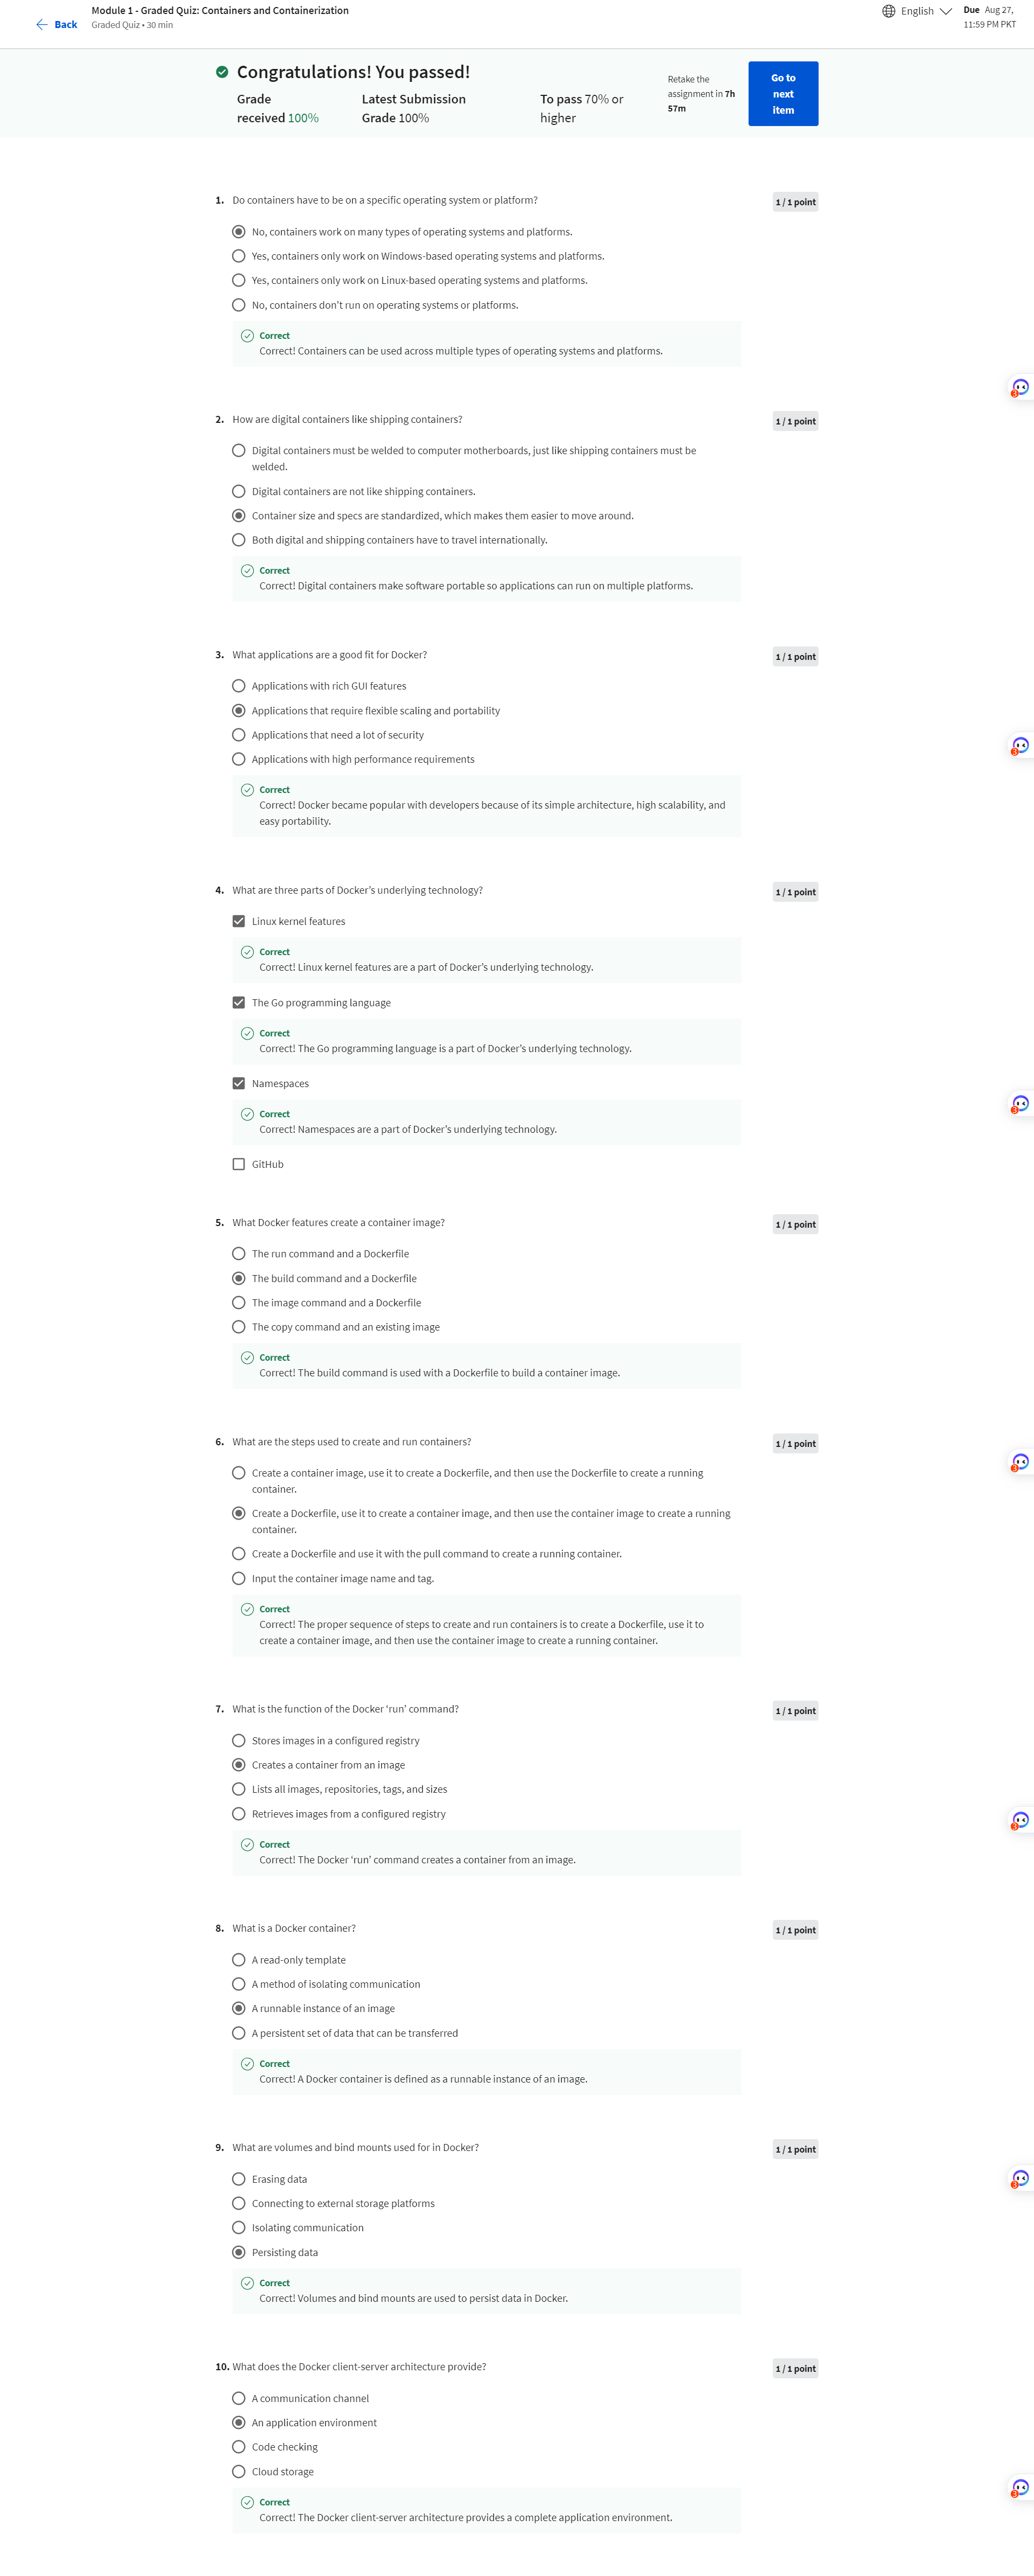 Back
Module 1 - Graded Quiz: Containers and Containerization
Graded Quiz • 30 min
English
Due Aug 27,
11:59 PM PKT
Congratulations! You passed!
Grade
received 100%
Latest Submission
Grade 100%
To pass 70% or
higher
Retake the
assignment in 7h
57m
Go to
next
item
1. Do containers have to be on a specific operating system or platform?
1 / 1 point
No, containers work on many types of operating systems and platforms.
Yes, containers only work on Windows-based operating systems and platforms.
Yes, containers only work on Linux-based operating systems and platforms.
No, containers don't run on operating systems or platforms.
Correct
Correct! Containers can be used across multiple types of operating systems and platforms.
3
2. How are digital containers like shipping containers?
1 / 1 point
Digital containers must be welded to computer motherboards, just like shipping containers must be
welded.
Digital containers are not like shipping containers.
Container size and specs are standardized, which makes them easier to move around.
Both digital and shipping containers have to travel internationally.
Correct
Correct! Digital containers make software portable so applications can run on multiple platforms.
3. What applications are a good fit for Docker?
1 / 1 point
Applications with rich GUI features
Applications that require flexible scaling and portability
Applications that need a lot of security
3
Applications with high performance requirements
Correct
Correct! Docker became popular with developers because of its simple architecture, high scalability, and
easy portability.
4. What are three parts of Docker’s underlying technology?
1 / 1 point
Linux kernel features
Correct
Correct! Linux kernel features are a part of Docker’s underlying technology.
The Go programming language
Correct
Correct! The Go programming language is a part of Docker’s underlying technology.
Namespaces
3
Correct
Correct! Namespaces are a part of Docker’s underlying technology.
GitHub
5. What Docker features create a container image?
1 / 1 point
The run command and a Dockerfile
The build command and a Dockerfile
The image command and a Dockerfile
The copy command and an existing image
Correct
Correct! The build command is used with a Dockerfile to build a container image.
6. What are the steps used to create and run containers?
1 / 1 point
3
Create a container image, use it to create a Dockerfile, and then use the Dockerfile to create a running
container.
Create a Dockerfile, use it to create a container image, and then use the container image to create a running
container.
Create a Dockerfile and use it with the pull command to create a running container.
Input the container image name and tag.
Correct
Correct! The proper sequence of steps to create and run containers is to create a Dockerfile, use it to
create a container image, and then use the container image to create a running container.
7. What is the function of the Docker ‘run’ command?
1 / 1 point
Stores images in a configured registry
Creates a container from an image
Lists all images, repositories, tags, and sizes
Retrieves images from a configured registry
3
Correct
Correct! The Docker ‘run’ command creates a container from an image.
8. What is a Docker container?
1 / 1 point
A read-only template
A method of isolating communication
A runnable instance of an image
A persistent set of data that can be transferred
Correct
Correct! A Docker container is defined as a runnable instance of an image.
9. What are volumes and bind mounts used for in Docker?
1 / 1 point
Erasing data
3
Connecting to external storage platforms
Isolating communication
Persisting data
Correct
Correct! Volumes and bind mounts are used to persist data in Docker.
10. What does the Docker client-server architecture provide?
1 / 1 point
A communication channel
An application environment
Code checking
Cloud storage
3
Correct
Correct! The Docker client-server architecture provides a complete application environment.